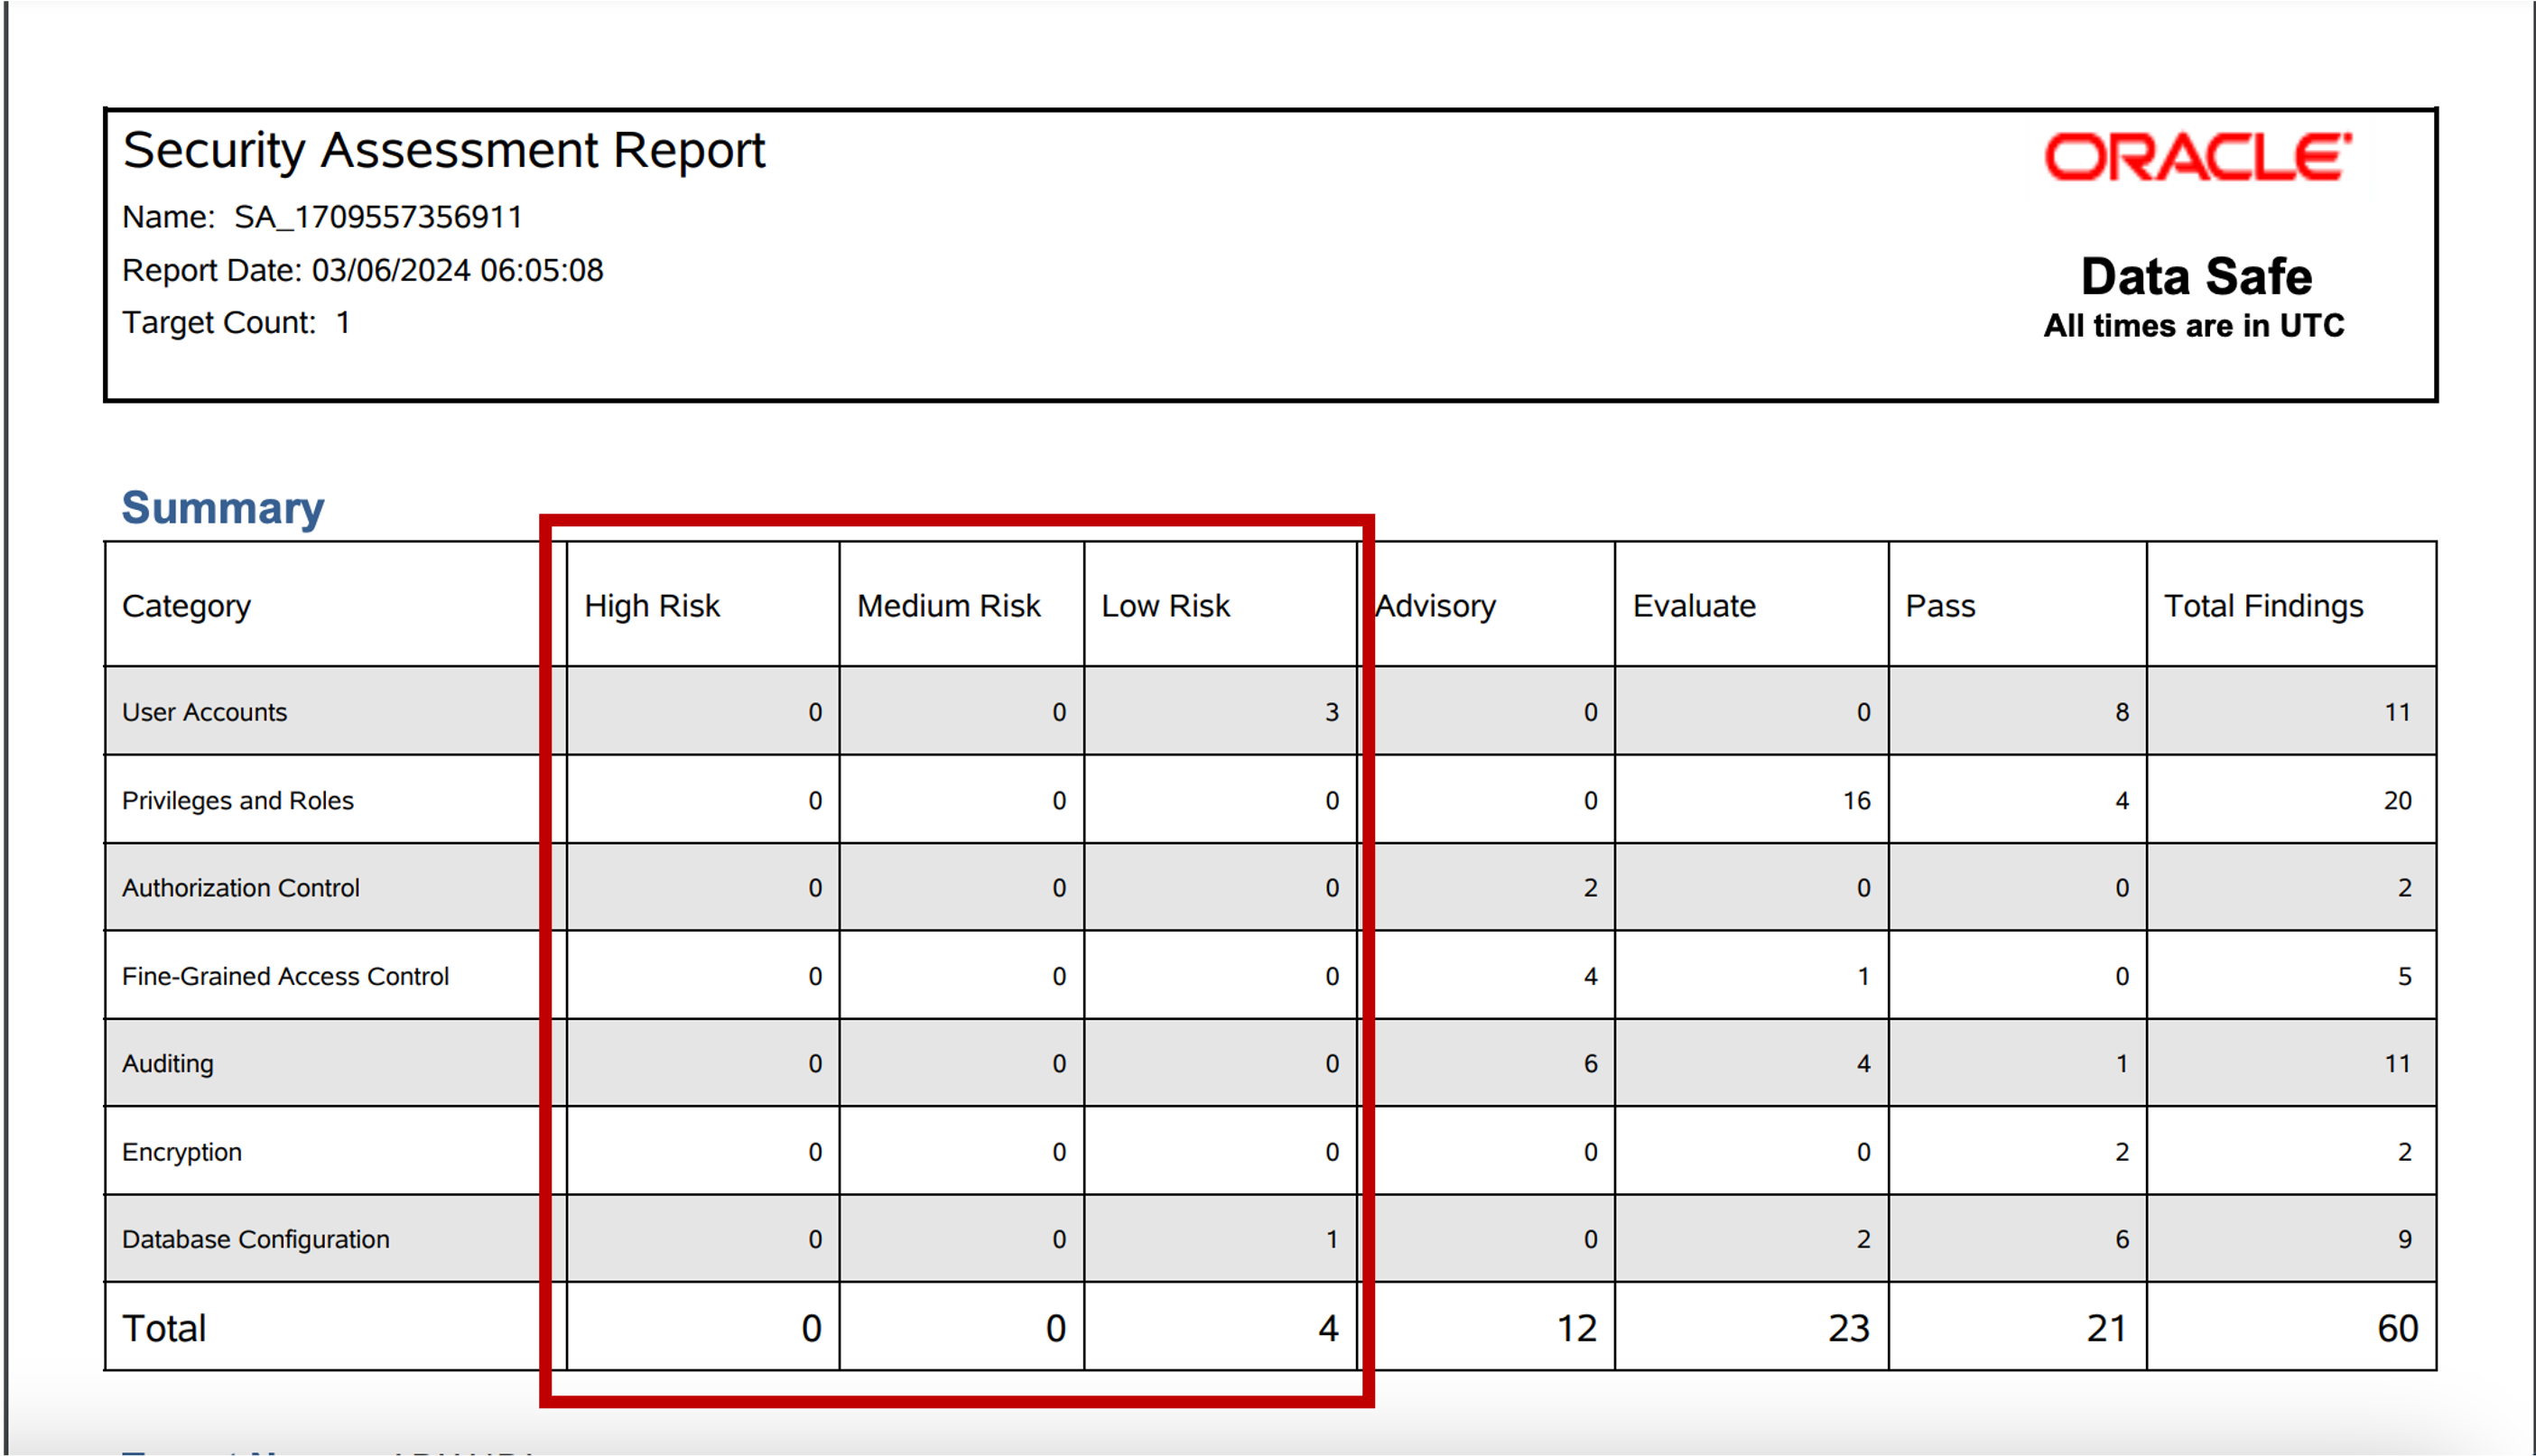 Security Assessment Report
Name: SA_1709557356911
Report Date: 03/06/2024 06:05:08
Target Count: 1
ORACLE
Data Safe
All times are in UTC
Summary
Category High Risk Medium Risk Low Risk Advisory Evaluate Pass Total Findings
User Accounts 0 0 3 0 0 8 11
Privileges and Roles 0 0 0 0 16 4 20
Authorization Control 0 0 0 2 0 0 2
Fine-Grained Access Control 0 0 0 4 1 0 5
Auditing 0 0 0 6 4 1 11
Encryption 0 0 0 0 0 2 2
Database Configuration 0 0 1 0 2 6 9
Total 0 0 4 12 23 21 60